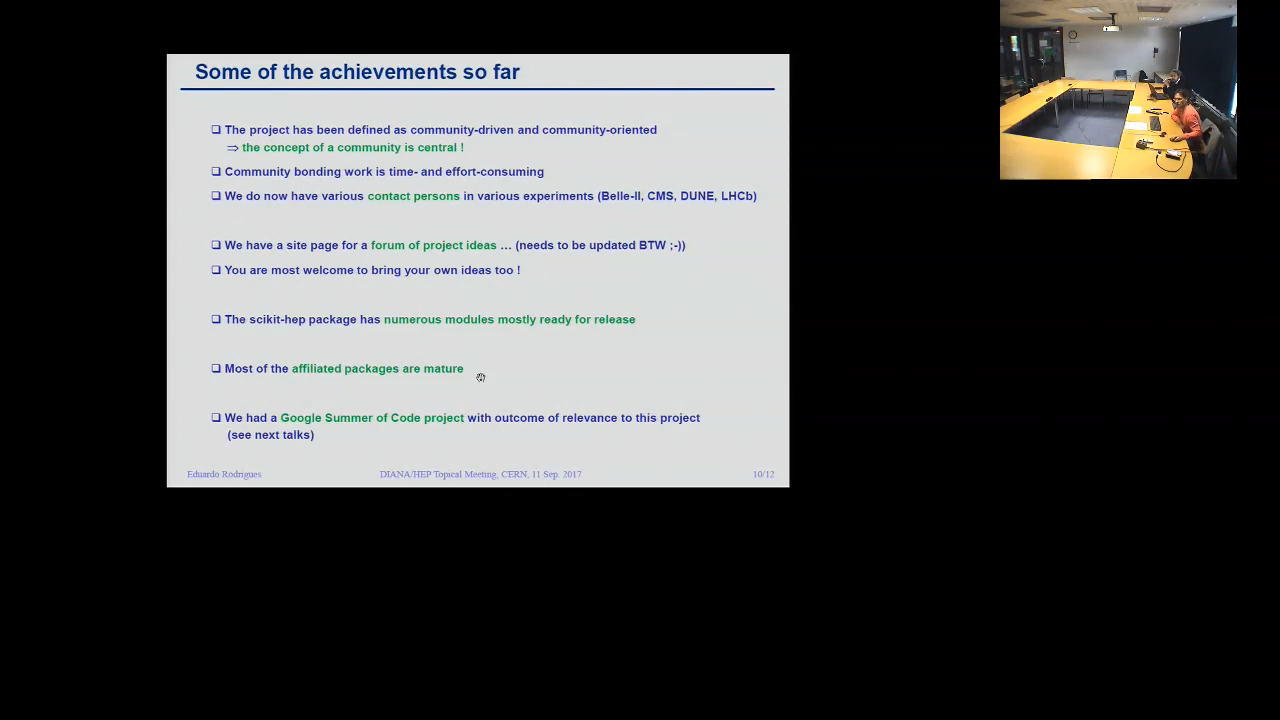 Some of the achievements so far
❑ The project has been defined as community-driven and community-oriented
⇒ the concept of a community is central !
❑ Community bonding work is time- and effort-consuming
❑ We do now have various contact persons in various experiments (Belle-II, CMS, DUNE, LHCb)
❑ We have a site page for a forum of project ideas … (needs to be updated BTW ;-))
❑ You are most welcome to bring your own ideas too !
❑ The scikit-hep package has numerous modules mostly ready for release
❑ Most of the affiliated packages are mature
❑ We had a Google Summer of Code project with outcome of relevance to this project
(see next talks)
Eduardo Rodrigues DIANA/HEP Topical Meeting, CERN, 11 Sep. 2017 10/12